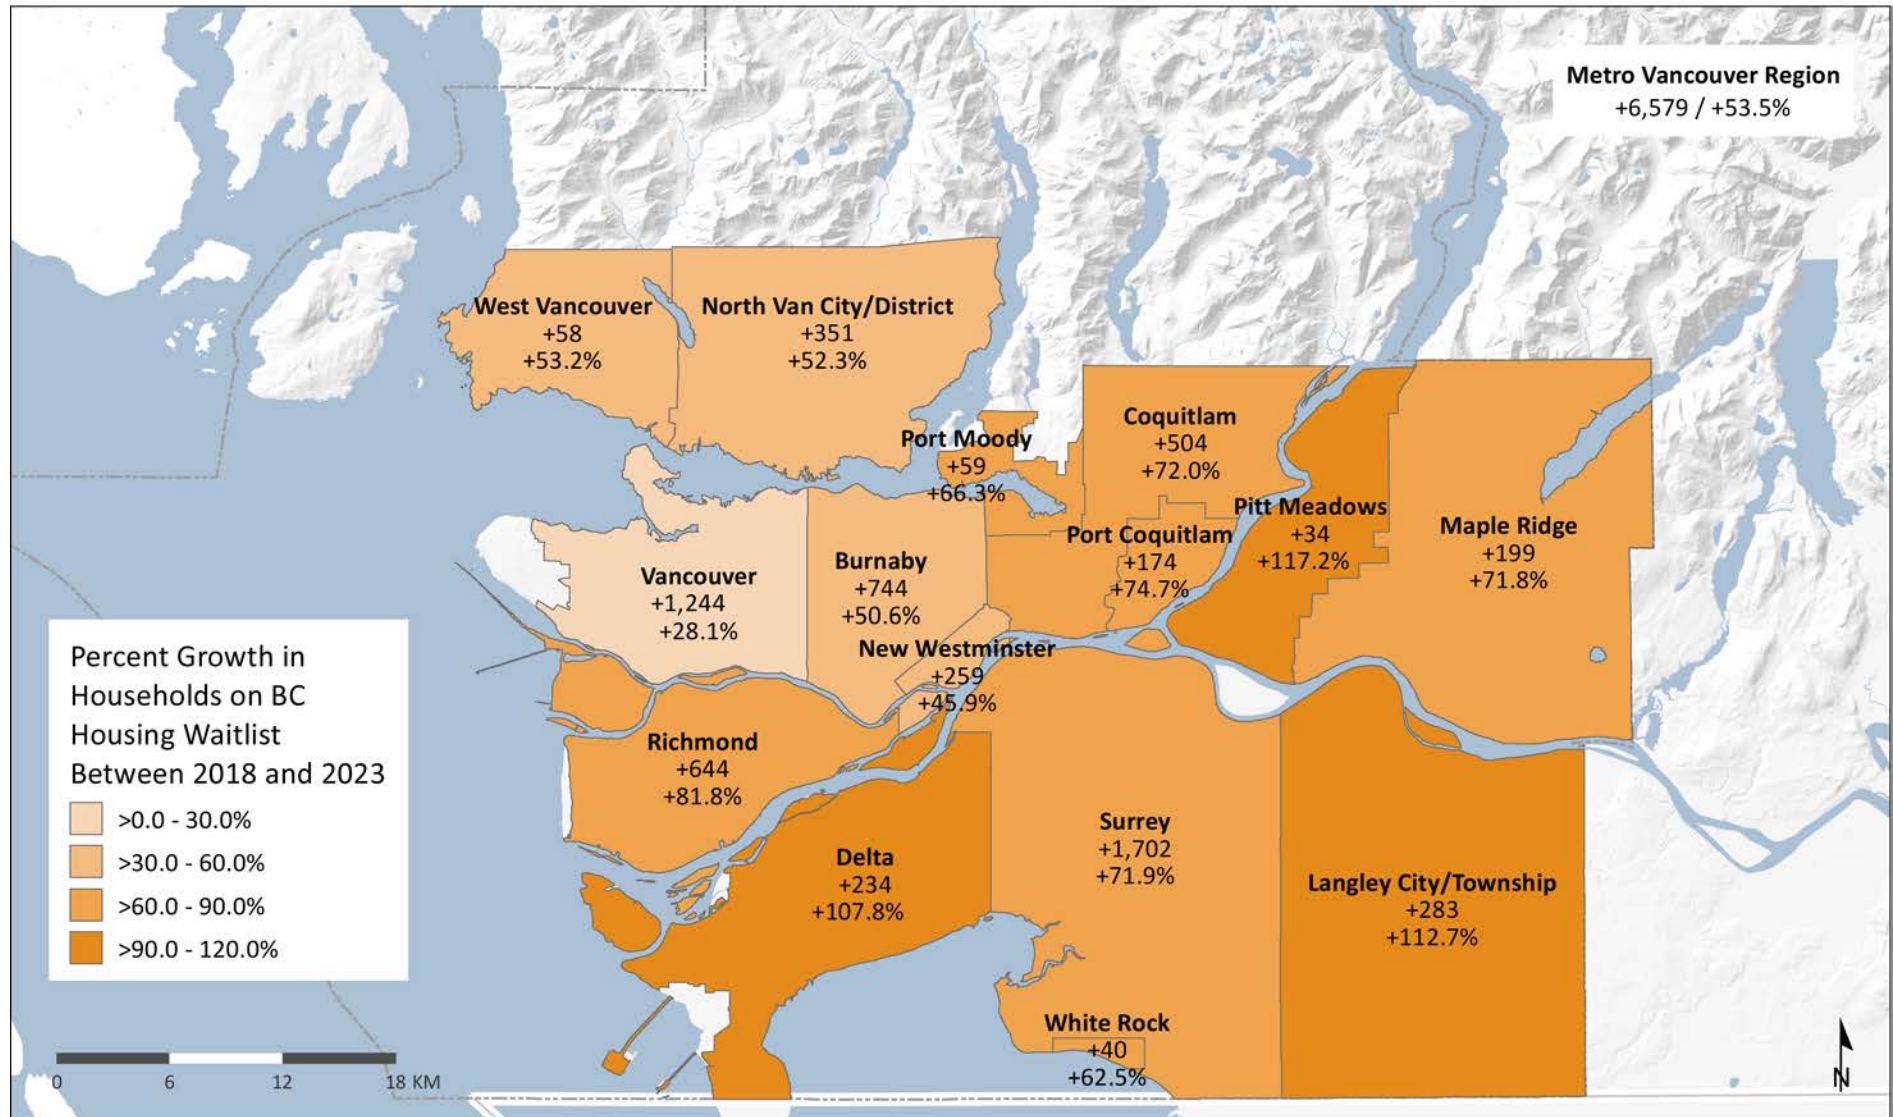 Metro Vancouver Region
+6,579 / +53.5%
West Vancouver
+58
+53.2%
North Van City/District
+351
+52.3%
Port Moody
+59
+66.3%
Coquitlam
+504
+72.0%
Pitt Meadows
+34
+117.2%
Maple Ridge
+199
+71.8%
Port Coquitlam
+174
+74.7%
Vancouver
+1,244
+28.1%
Burnaby
+744
+50.6%
New Westminster
+259
+45.9%
Richmond
+644
+81.8%
Delta
+234
+107.8%
Surrey
+1,702
+71.9%
Langley City/Township
+283
+112.7%
White Rock
+40
+62.5%
Percent Growth in
Households on BC
Housing Waitlist
Between 2018 and 2023
>0.0 - 30.0%
>30.0 - 60.0%
>60.0 - 90.0%
>90.0 - 120.0%
0 6 12 18 KM
N